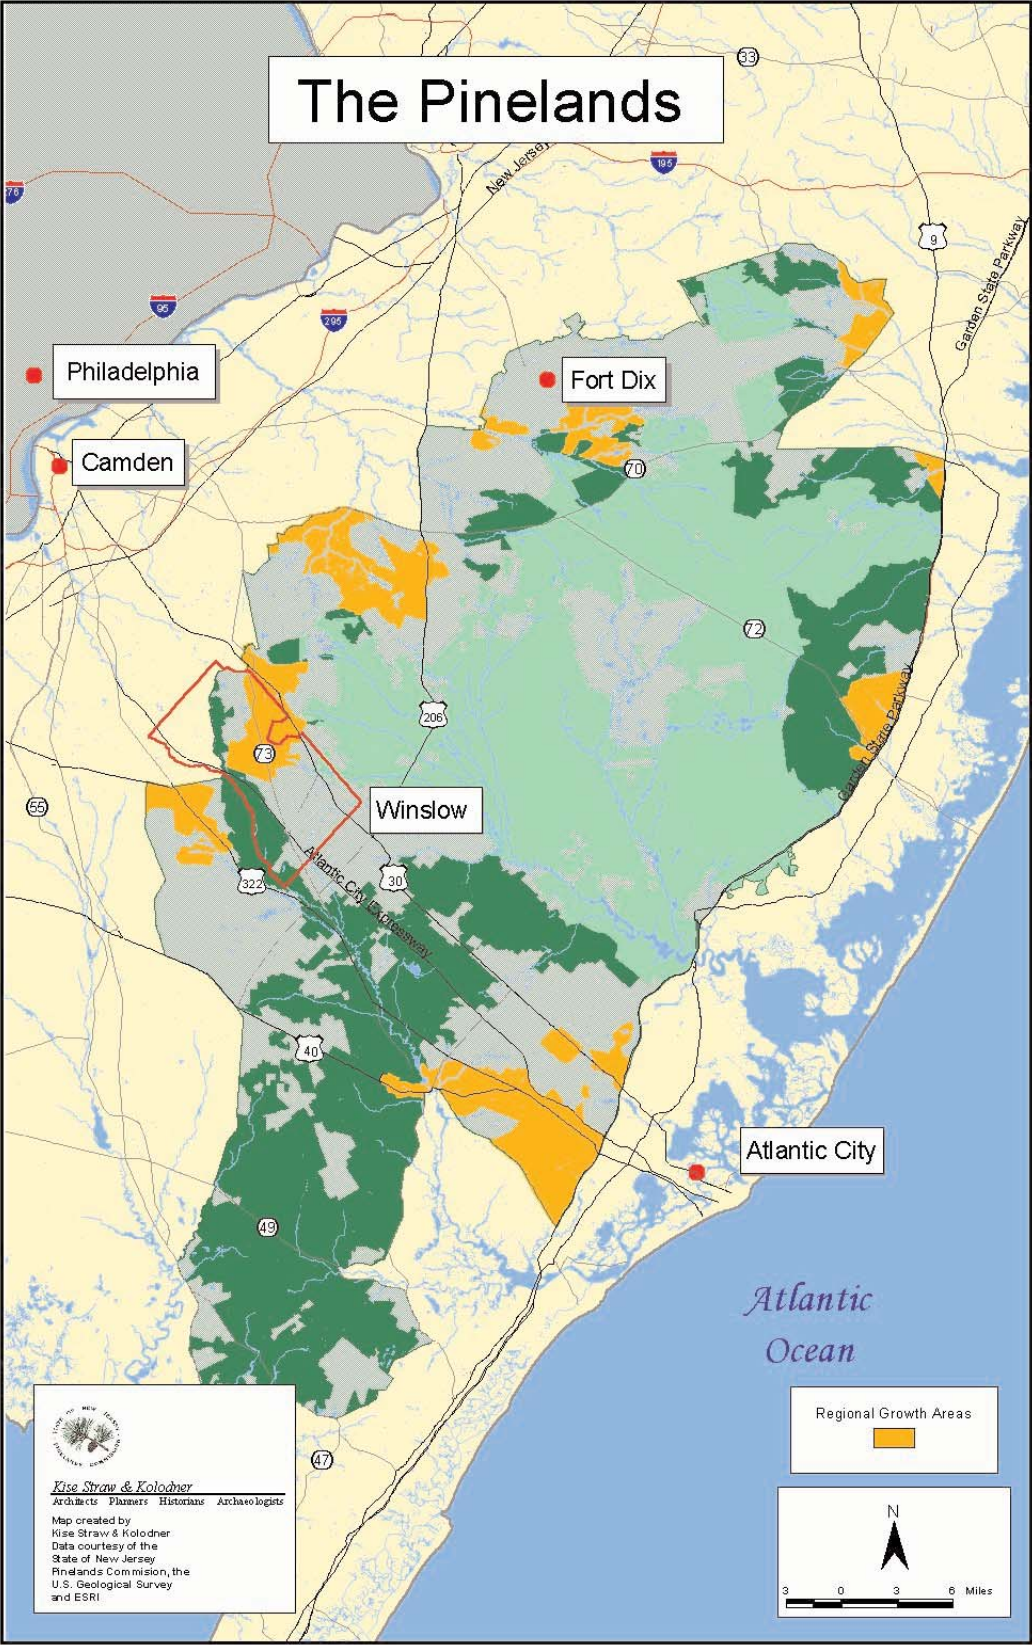 The Pinelands
33
195
New Jersey
76
9
Garden State Parkway
95
295
Philadelphia
Fort Dix
Camden
70
72
206
73
55
Winslow
Garden State Parkway
322
30
Atlantic City Expressway
40
Atlantic City
49
Atlantic
Ocean
47
Regional Growth Areas
N
3 0 3 6 Miles
Kise Straw & Kolodner
Architects Planners Historians Archaeologists
Map created by
Kise Straw & Kolodner
Data courtesy of the
State of New Jersey
Pinelands Commision, the
U.S. Geological Survey
and ESRI